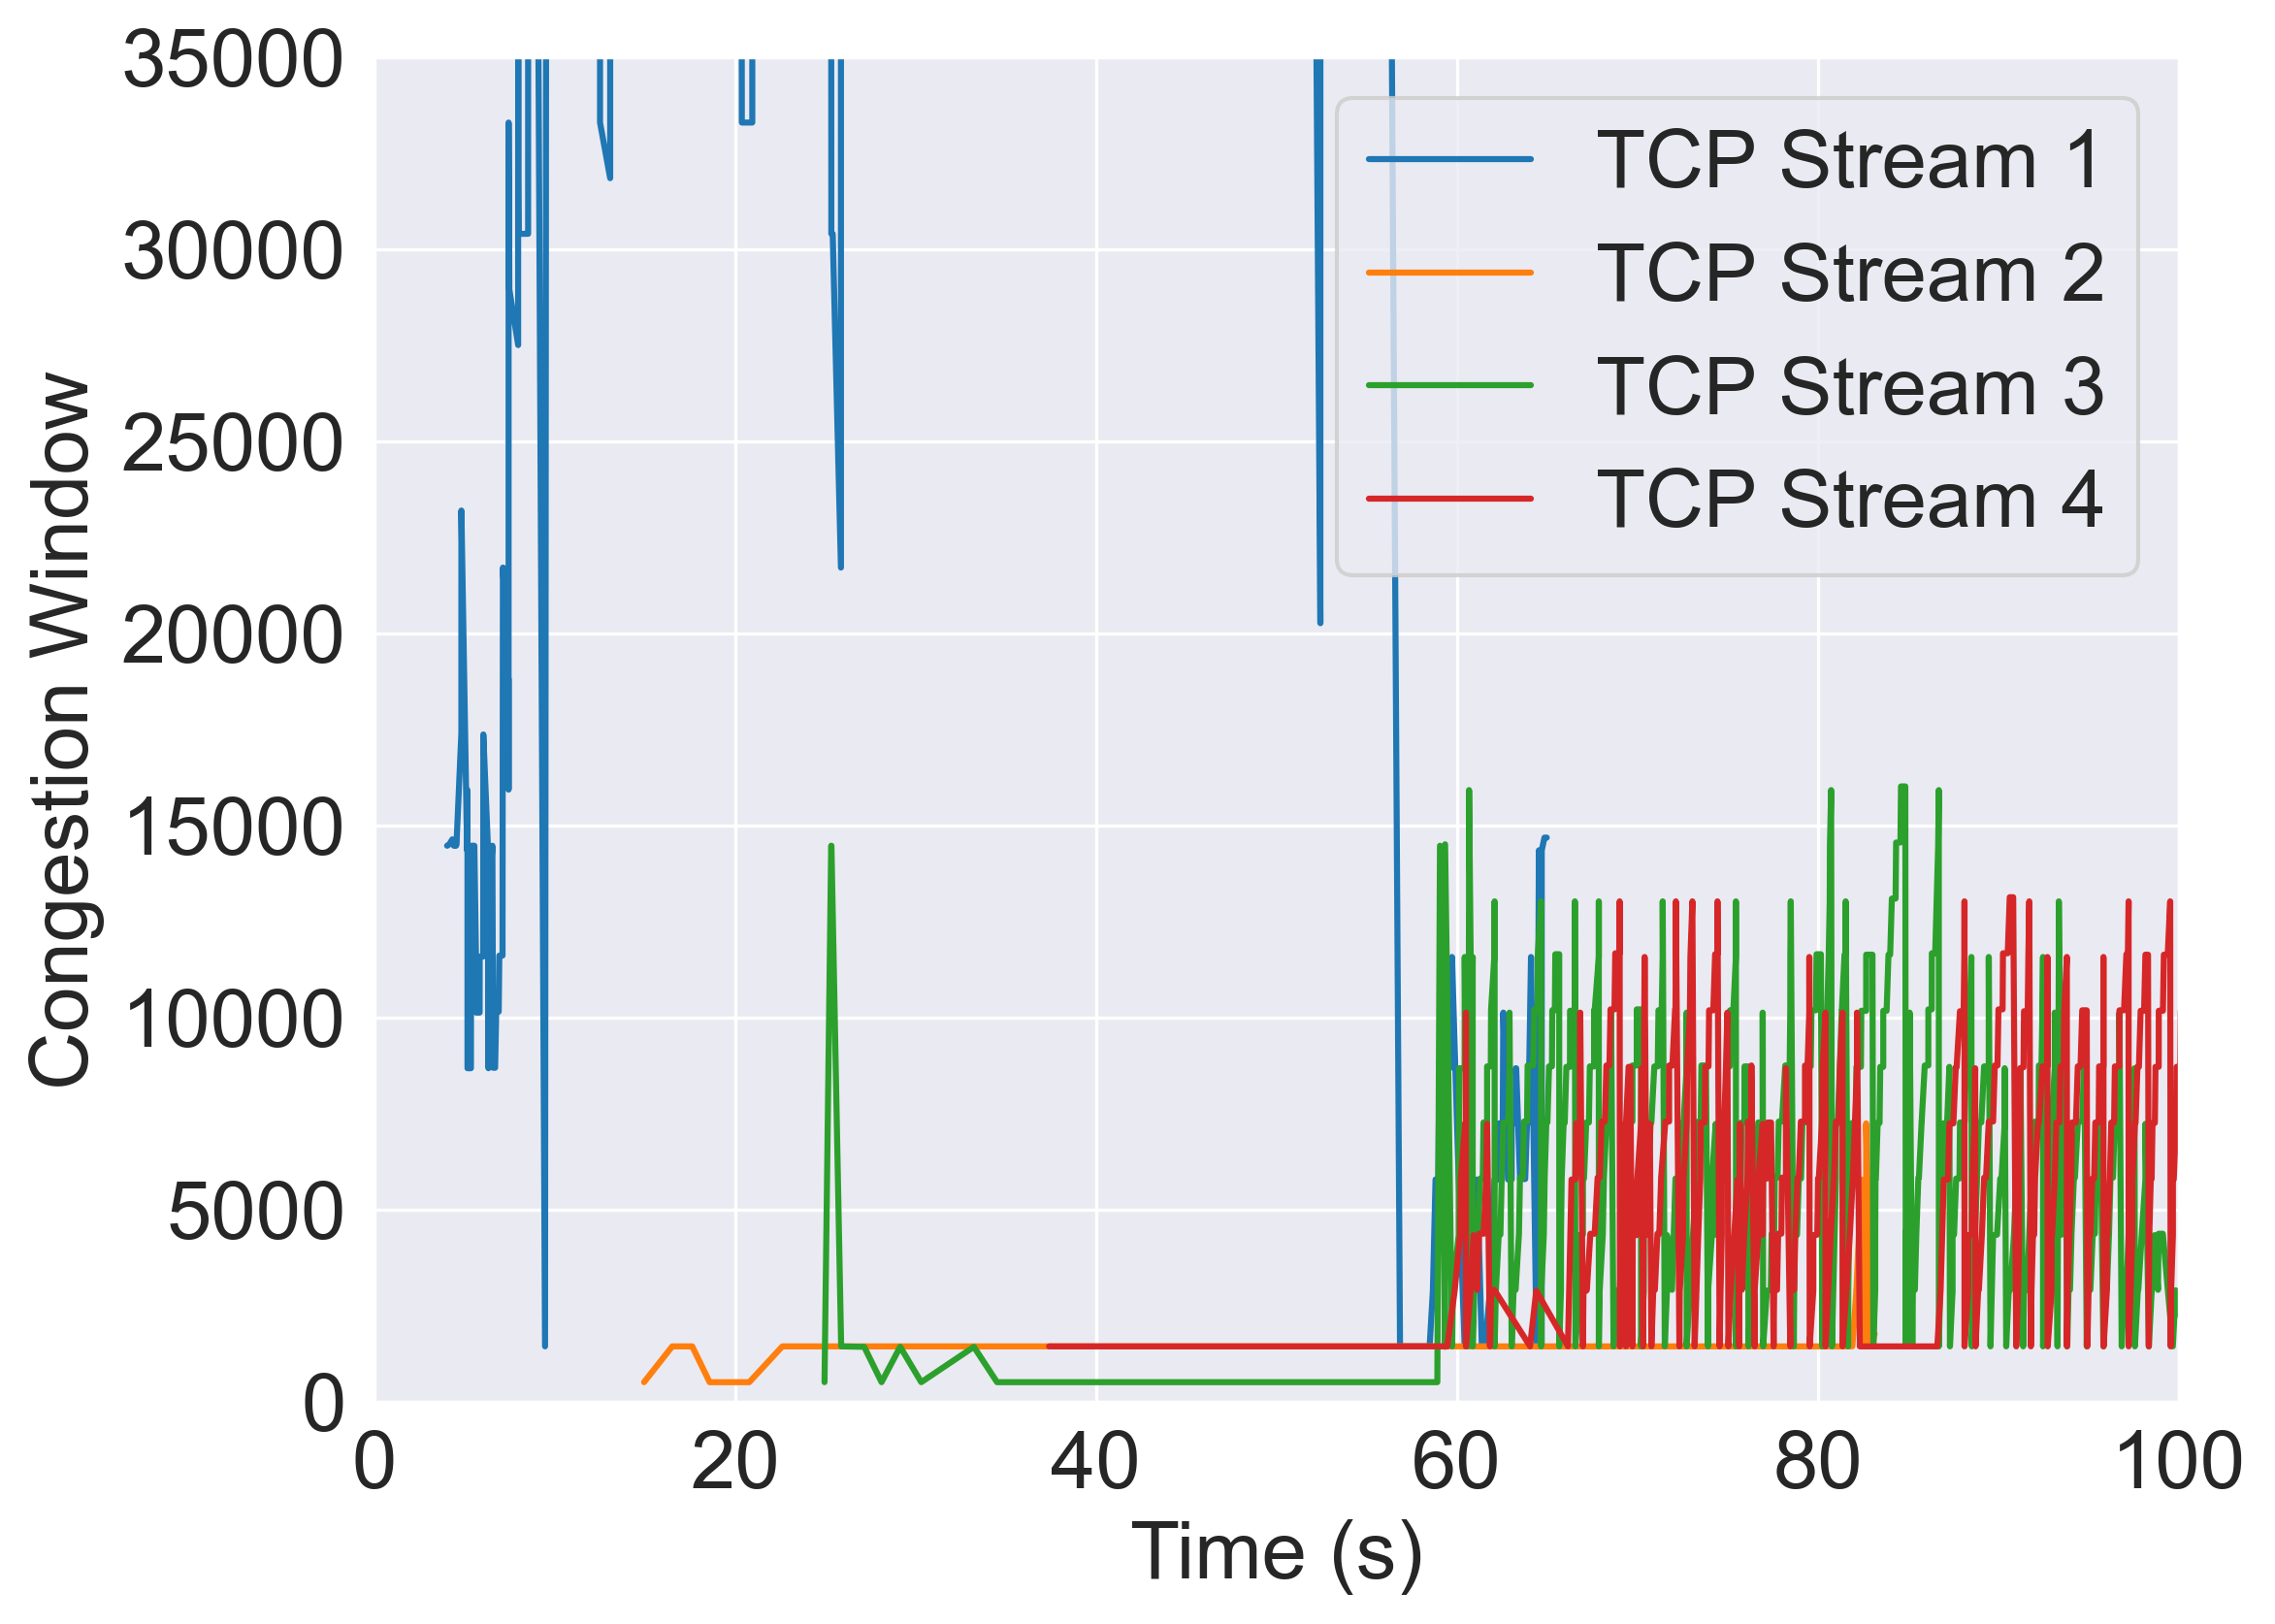 35000
30000
25000
20000
15000
10000
5000
0
Congestion Window
0 20 40 60 80 100
Time (s)
TCP Stream 1
TCP Stream 2
TCP Stream 3
TCP Stream 4